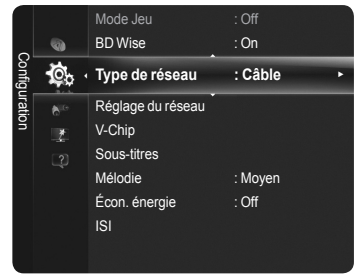 Configuration
Mode Jeu : Off
BD Wise : On
Type de réseau : Câble
Réglage du réseau
V-Chip
Sous-titres
Mélodie : Moyen
Écon. énergie : Off
ISI